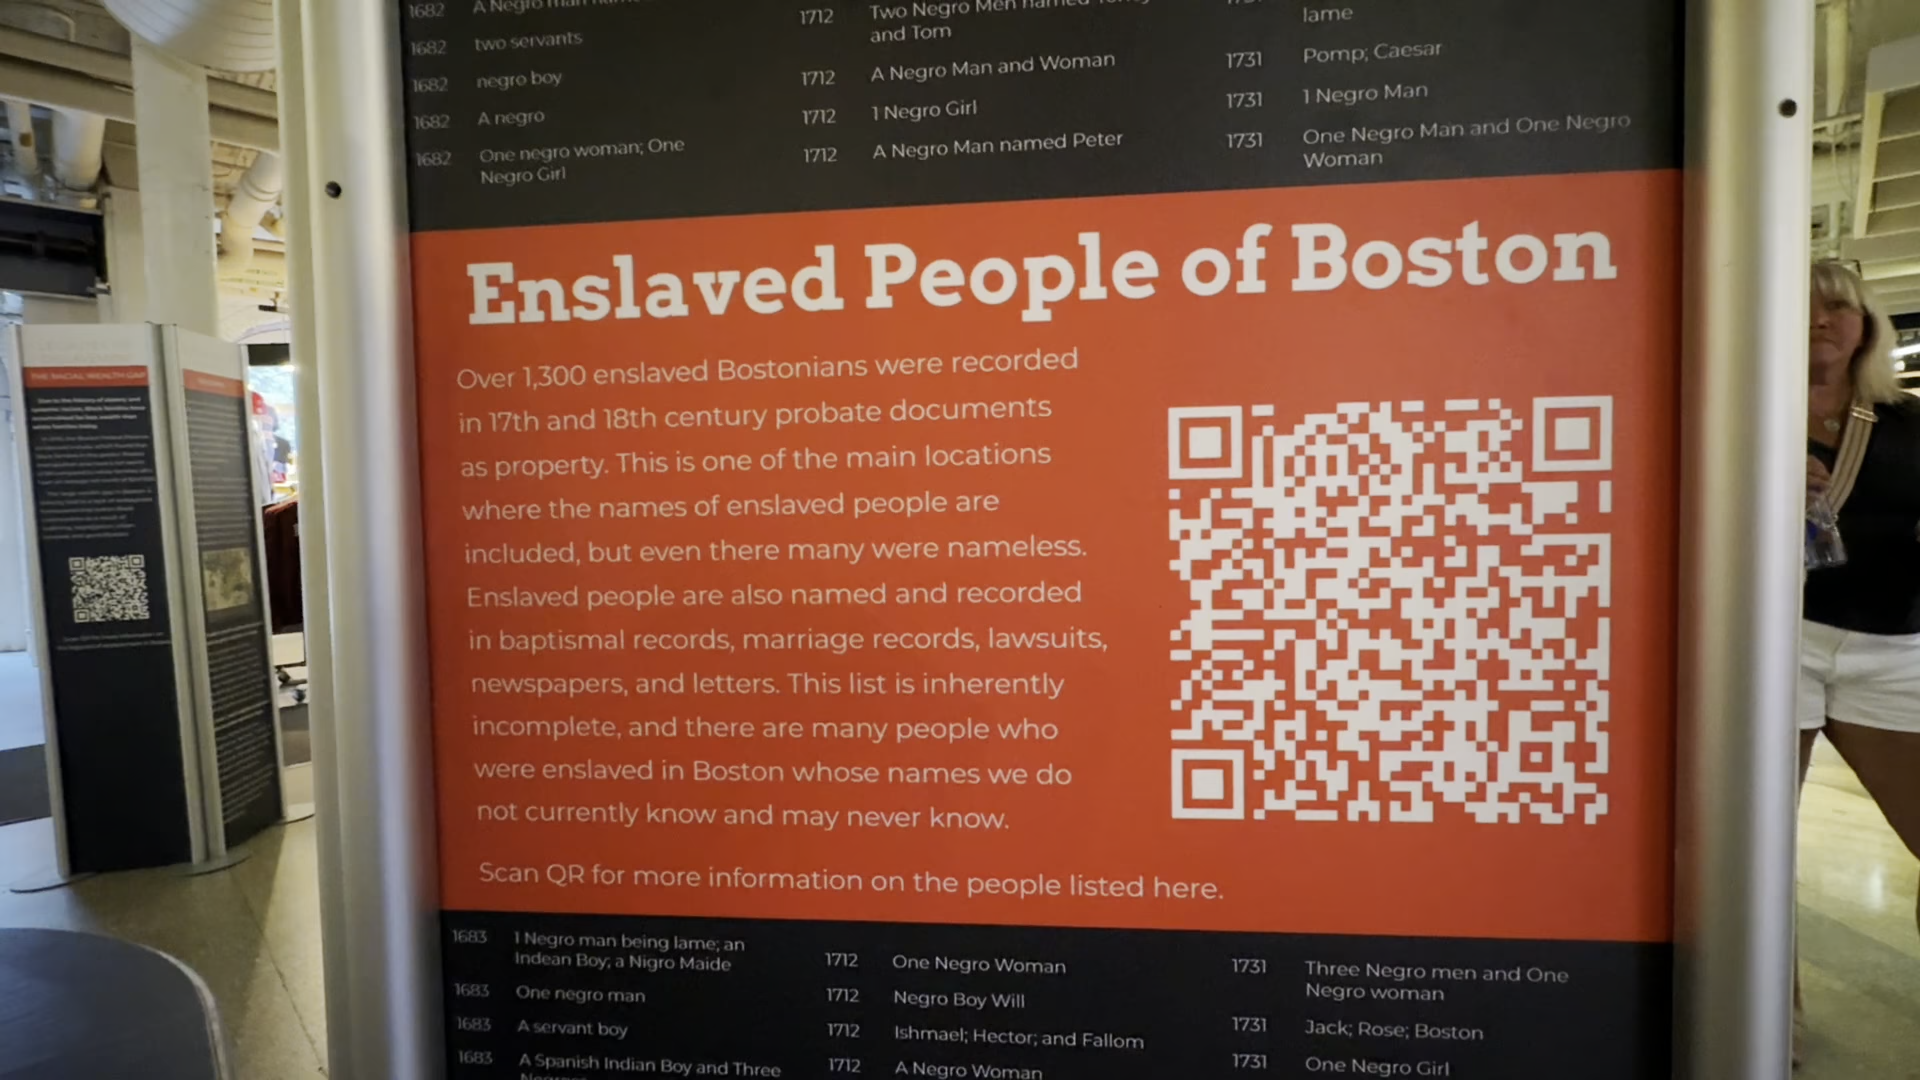 1682 A Negro man
1682 two servants
1682 negro boy
1682 A negro
1682 One negro woman; One
Negro Girl
1712 Two Negro Men named
and Tom
1712 A Negro Man and Woman
1712 1 Negro Girl
1712 A Negro Man named Peter
lame
1731 Pomp; Caesar
1731 1 Negro Man
1731 One Negro Man and One Negro
Woman
Enslaved People of Boston
Over 1,300 enslaved Bostonians were recorded
in 17th and 18th century probate documents
as property. This is one of the main locations
where the names of enslaved people are
included, but even there many were nameless.
Enslaved people are also named and recorded
in baptismal records, marriage records, lawsuits,
newspapers, and letters. This list is inherently
incomplete, and there are many people who
were enslaved in Boston whose names we do
not currently know and may never know.
Scan QR for more information on the people listed here.
1683 1 Negro man being lame; an
Indean Boy; a Nigro Maide
1683 One negro man
1683 A servant boy
1683 A Spanish Indian Boy and Three
1712 One Negro Woman
1712 Negro Boy Will
1712 Ishmael; Hector; and Fallom
1712 A Negro Woman
1731 Three Negro men and One
Negro woman
1731 Jack; Rose; Boston
1731 One Negro Girl
THE RACIAL WEALTH GAP